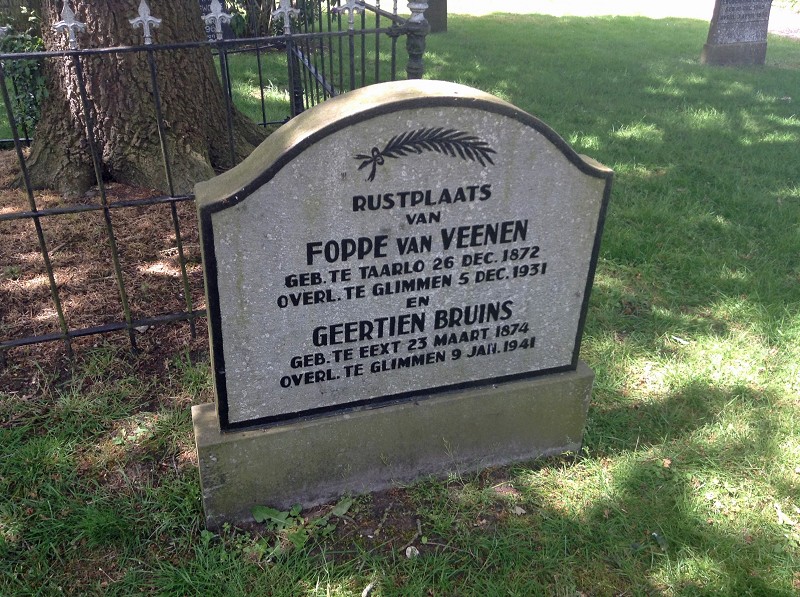 RUSTPLAATS
VAN
FOPPE VAN VEENEN
GEB. TE TAARLO 26 DEC. 1872
OVERL. TE GLIMMEN 5 DEC. 1931
EN
GEERTIEN BRUINS
GEB. TE EEXT 23 MAART 1874
OVERL. TE GLIMMEN 9 JAN. 1941